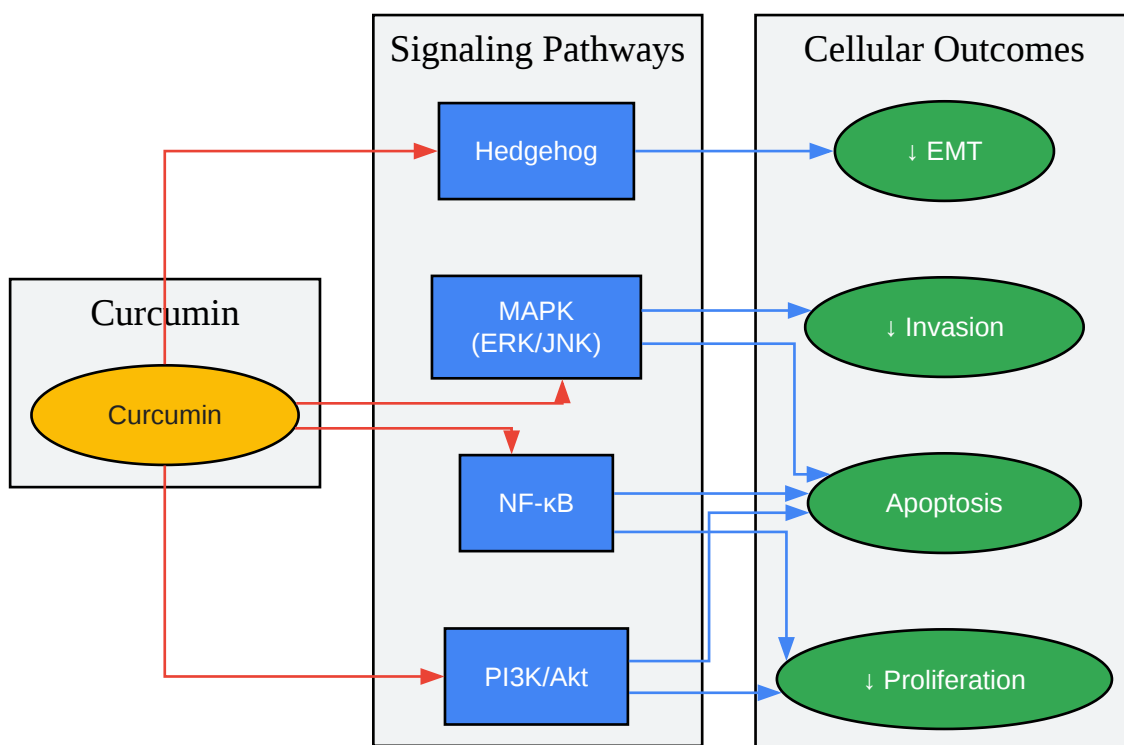 Signaling Pathways
Cellular Outcomes
Hedgehog
↓ EMT
Curcumin
MAPK
(ERK/JNK)
↓ Invasion
Curcumin
NF-κB
Apoptosis
PI3K/Akt
↓ Proliferation